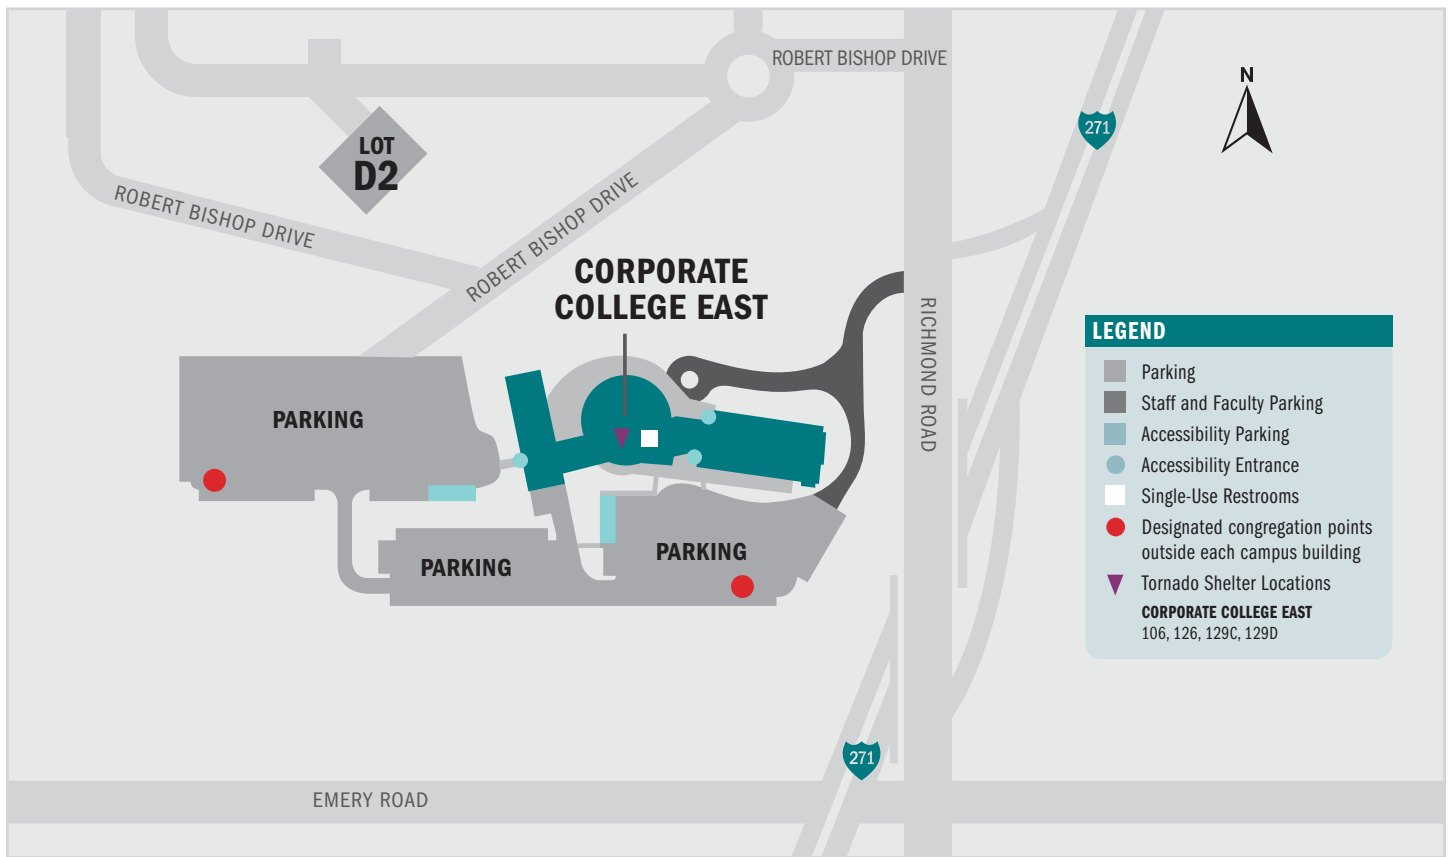 ROBERT BISHOP DRIVE
N
271
LOT
D2
ROBERT BISHOP DRIVE
ROBERT BISHOP DRIVE
CORPORATE
COLLEGE EAST
RICHMOND ROAD
PARKING
PARKING
PARKING
LEGEND
Parking
Staff and Faculty Parking
Accessibility Parking
Accessibility Entrance
Single-Use Restrooms
Designated congregation points
outside each campus building
Tornado Shelter Locations
CORPORATE COLLEGE EAST
106, 126, 129C, 129D
271
EMERY ROAD